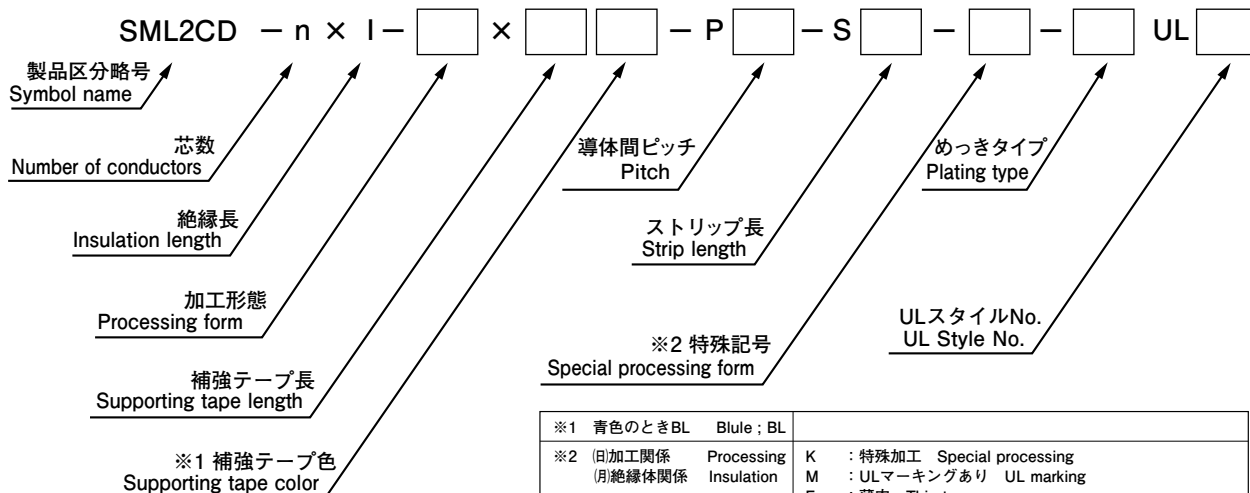 SML2CD － n × l － □ × □ □ － P □ － S □ － □ － □ UL □
製品区分略号
Symbol name
芯数
Number of conductors
絶縁長
Insulation length
加工形態
Processing form
補強テープ長
Supporting tape length
※1 補強テープ色
Supporting tape color
導体間ピッチ
Pitch
ストリップ長
Strip length
※2 特殊記号
Special processing form
めっきタイプ
Plating type
ULスタイルNo.
UL Style No.
※1 青色のときBL Blule ; BL
※2 ㈰加工関係 Processing K ：特殊加工 Special processing
㈪絶縁体関係 Insulation M ：ULマーキングあり UL marking